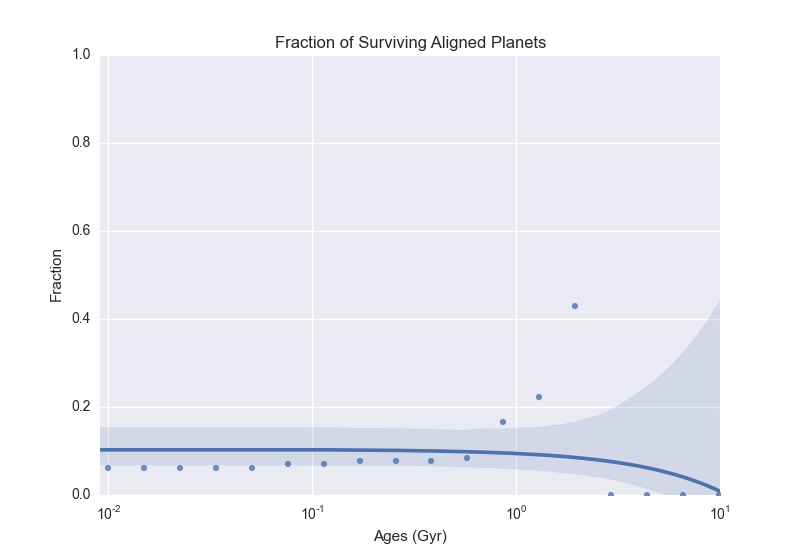 Fraction of Surviving Aligned Planets
1.0
0.8
0.6
0.4
0.2
0.0
Fraction
10⁻² 10⁻¹ 10⁰ 10¹
Ages (Gyr)